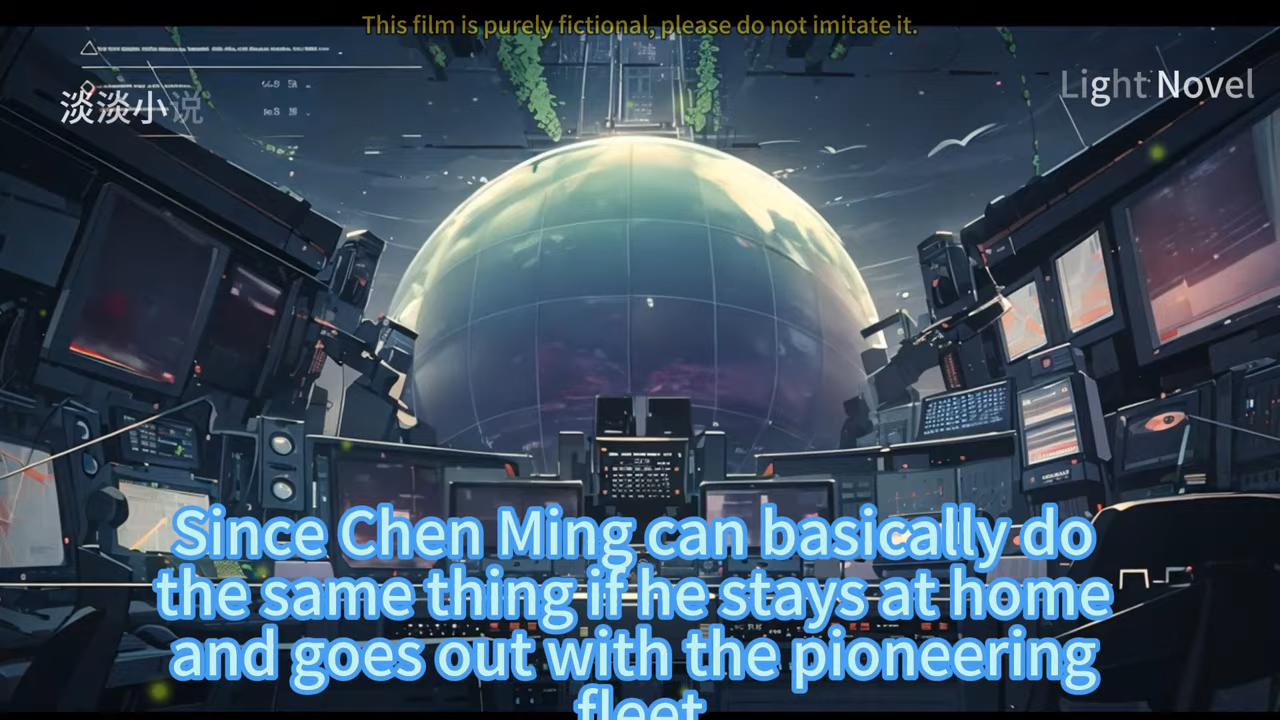 This film is purely fictional, please do not imitate it.
淡淡小说
Light Novel
Since Chen Ming can basically do
the same thing if he stays at home
and goes out with the pioneering
fleet